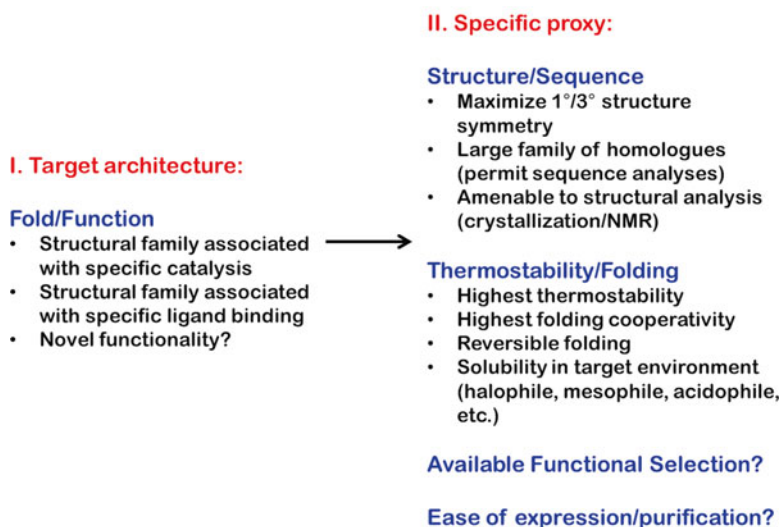 I. Target architecture:
Fold/Function
• Structural family associated
with specific catalysis
• Structural family associated
with specific ligand binding
• Novel functionality?
II. Specific proxy:
Structure/Sequence
• Maximize 1°/3° structure
symmetry
• Large family of homologues
(permit sequence analyses)
• Amenable to structural analysis
(crystallization/NMR)
Thermostability/Folding
• Highest thermostability
• Highest folding cooperativity
• Reversible folding
• Solubility in target environment
(halophile, mesophile, acidophile,
etc.)
Available Functional Selection?
Ease of expression/purification?